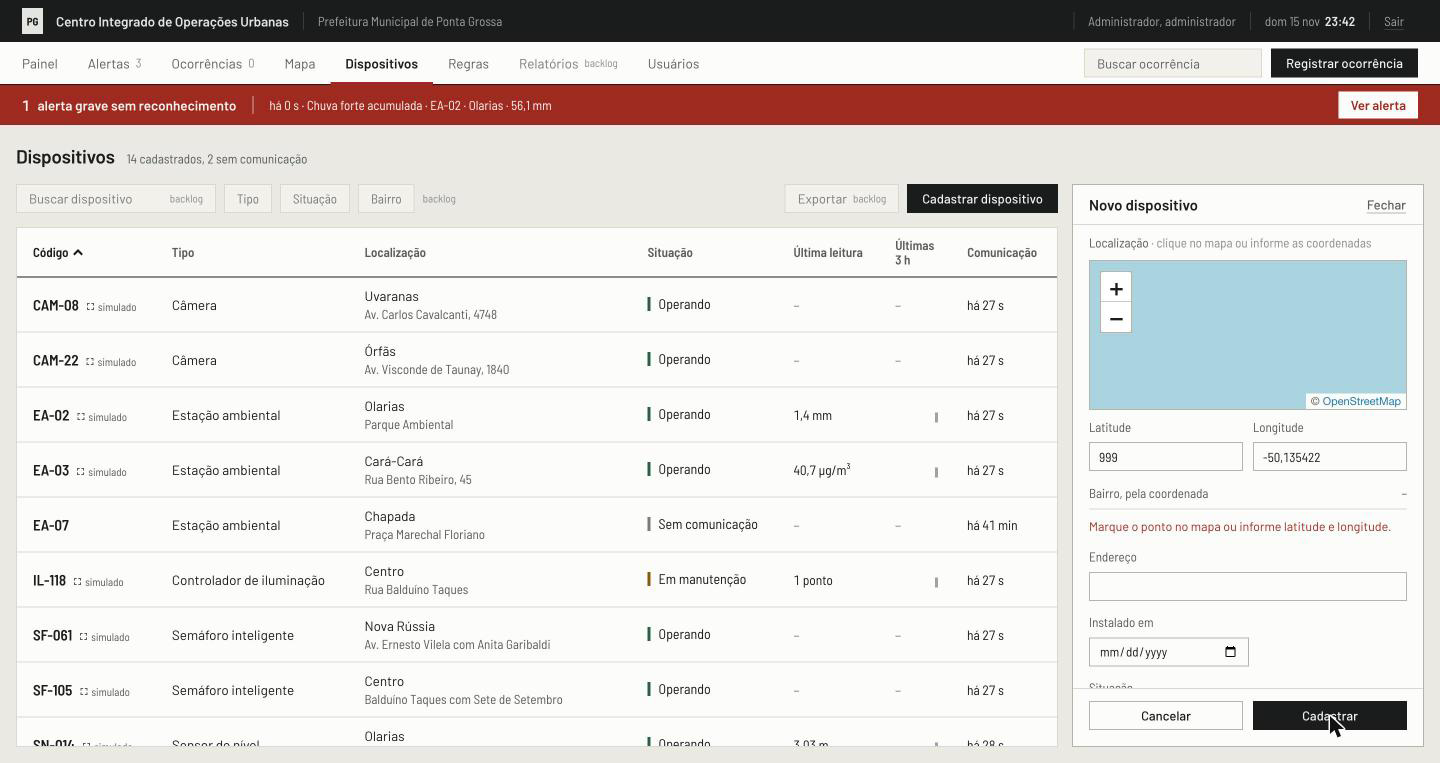 PG Centro Integrado de Operações Urbanas Prefeitura Municipal de Ponta Grossa Administrador, administrador dom 15 nov 23:42 Sair
Painel Alertas 3 Ocorrências 0 Mapa Dispositivos Regras Relatórios backlog Usuários Buscar ocorrência Registrar ocorrência
1 alerta grave sem reconhecimento há 0 s · Chuva forte acumulada · EA-02 · Olarias · 56,1 mm Ver alerta
Dispositivos 14 cadastrados, 2 sem comunicação
Buscar dispositivo backlog Tipo Situação Bairro backlog Exportar backlog Cadastrar dispositivo
Código Tipo Localização Situação Última leitura Últimas 3 h Comunicação
CAM-08 simulado Câmera Uvaranas Operando – – há 27 s
Av. Carlos Cavalcanti, 4748
CAM-22 simulado Câmera Órfãs Operando – – há 27 s
Av. Visconde de Taunay, 1840
EA-02 simulado Estação ambiental Olarias Operando 1,4 mm há 27 s
Parque Ambiental
EA-03 simulado Estação ambiental Cará-Cará Operando 40,7 µg/m³ há 27 s
Rua Bento Ribeiro, 45
EA-07 Estação ambiental Chapada Sem comunicação – – há 41 min
Praça Marechal Floriano
IL-118 simulado Controlador de iluminação Centro Em manutenção 1 ponto há 27 s
Rua Balduíno Taques
SF-061 simulado Semáforo inteligente Nova Rússia Operando – – há 27 s
Av. Ernesto Vilela com Anita Garibaldi
SF-105 simulado Semáforo inteligente Centro Operando – – há 27 s
Balduíno Taques com Sete de Setembro
SN-014 simulado Sensor de nível Olarias Operando 3,03 m há 28 s
Novo dispositivo Fechar
Localização · clique no mapa ou informe as coordenadas
+
−
© OpenStreetMap
Latitude Longitude
999 -50,135422
Bairro, pela coordenada –
Marque o ponto no mapa ou informe latitude e longitude.
Endereço
Instalado em
mm/dd/yyyy
Situação
Cancelar Cadastrar